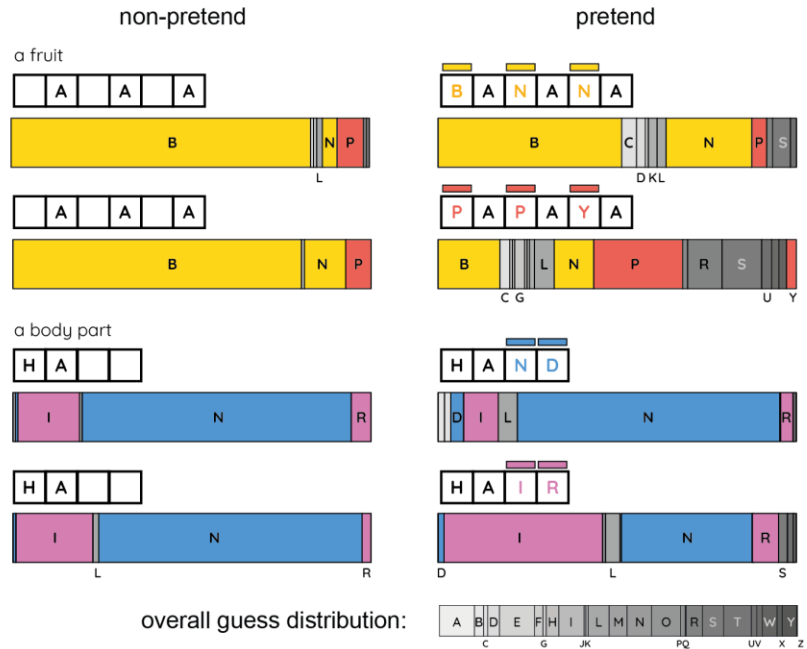 non-pretend pretend
a fruit
A A A
B A N A N A
B N P
L
B C N P S
D K L
A A A
P A P A Y A
B N P
B L N P R S
C G U Y
a body part
H A
H A N D
I N R
D I L N R
H A
H A I R
I N
L R
I N R
D L S
overall guess distribution:
A B D E F H I L M N O R S T W Y
C G J K P Q U V X Z